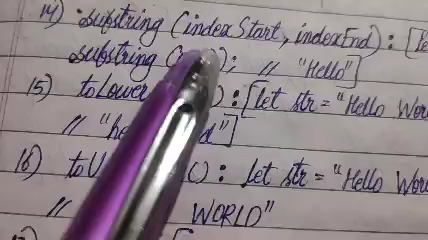 14) .substring (indexStart, indexEnd) : [le
substring ( ); // "Hello"]
15) toLower ) : [let str = "Hello Wor
// "he d"]
16) toU () : let str = "Hello Wor
// WORLD"